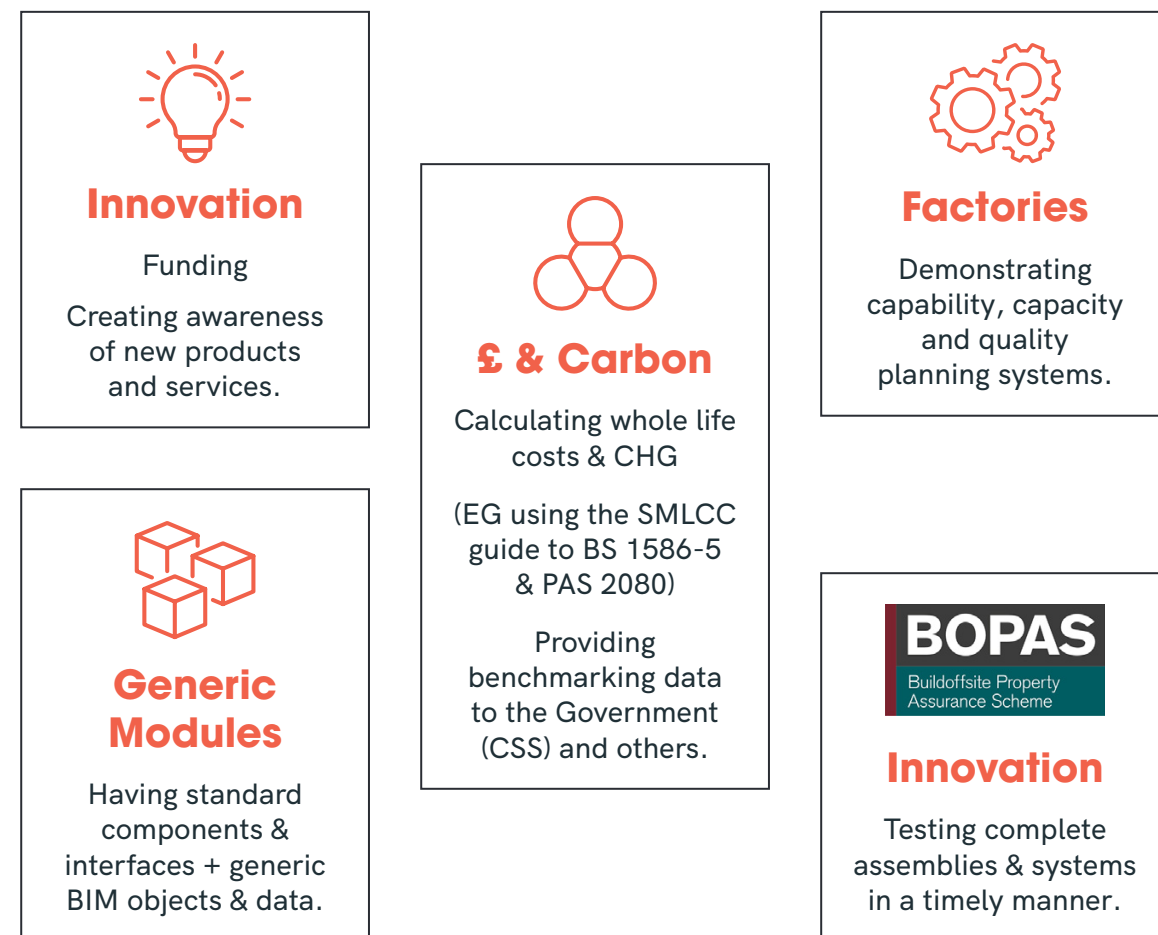 Innovation
Funding
Creating awareness
of new products
and services.
Generic
Modules
Having standard
components &
interfaces + generic
BIM objects & data.
£ & Carbon
Calculating whole life
costs & CHG
(EG using the SMLCC
guide to BS 1586-5
& PAS 2080)
Providing
benchmarking data
to the Government
(CSS) and others.
Factories
Demonstrating
capability, capacity
and quality
planning systems.
BOPAS
Buildoffsite Property
Assurance Scheme
Innovation
Testing complete
assemblies & systems
in a timely manner.